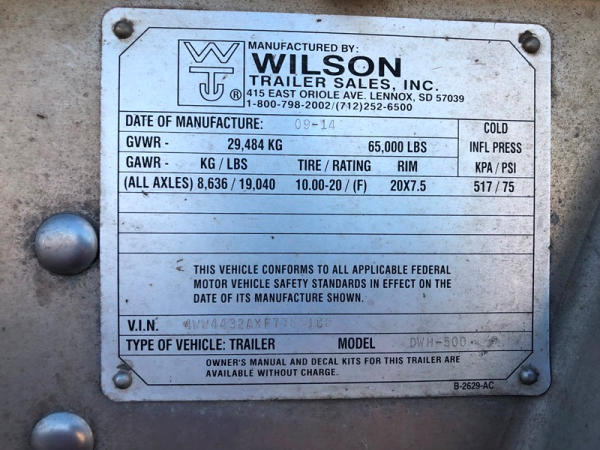 MANUFACTURED BY:
WILSON
TRAILER SALES, INC.
415 EAST ORIOLE AVE. LENNOX, SD 57039
1-800-798-2002/(712)252-6500
WT ®
DATE OF MANUFACTURE: 09-14 COLD
GVWR - 29,484 KG 65,000 LBS INFL PRESS
GAWR - KG / LBS TIRE / RATING RIM KPA / PSI
(ALL AXLES) 8,636 / 19,040 10.00-20 / (F) 20X7.5 517 / 75
THIS VEHICLE CONFORMS TO ALL APPLICABLE FEDERAL
MOTOR VEHICLE SAFETY STANDARDS IN EFFECT ON THE
DATE OF ITS MANUFACTURE SHOWN.
V.I.N.
TYPE OF VEHICLE: TRAILER MODEL DWH-500
OWNER'S MANUAL AND DECAL KITS FOR THIS TRAILER ARE
AVAILABLE WITHOUT CHARGE.
B-2629-AC